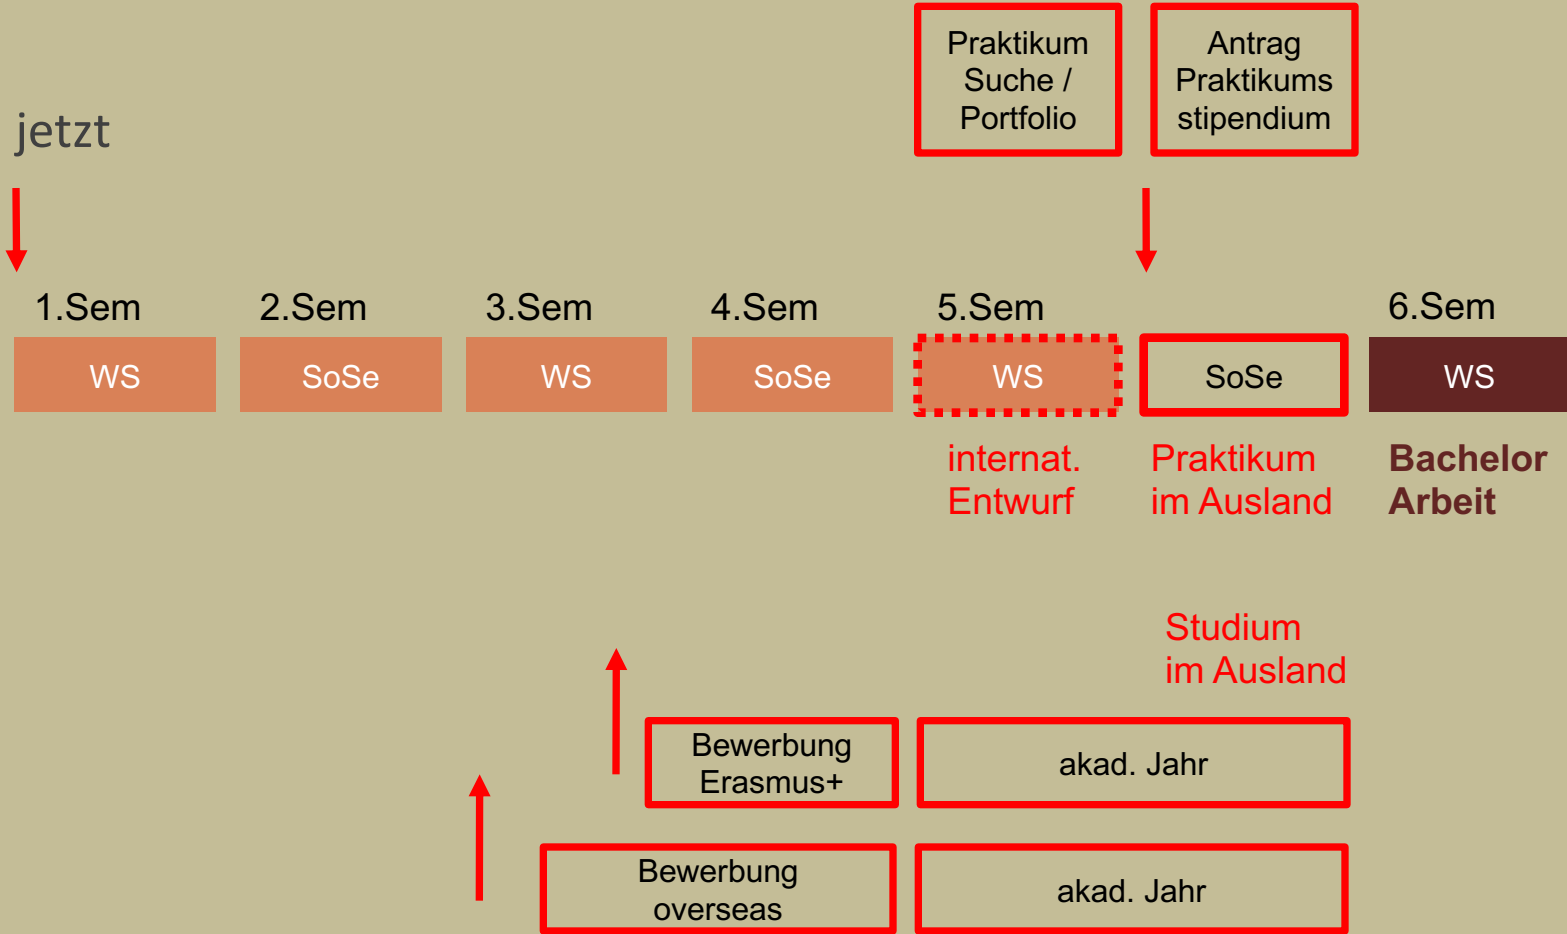 Praktikum
Suche /
Portfolio
Antrag
Praktikums
stipendium
jetzt
1.Sem
2.Sem
3.Sem
4.Sem
5.Sem
6.Sem
WS
SoSe
WS
SoSe
WS
SoSe
WS
internat.
Entwurf
Praktikum
im Ausland
Bachelor
Arbeit
Studium
im Ausland
Bewerbung
Erasmus+
akad. Jahr
Bewerbung
overseas
akad. Jahr